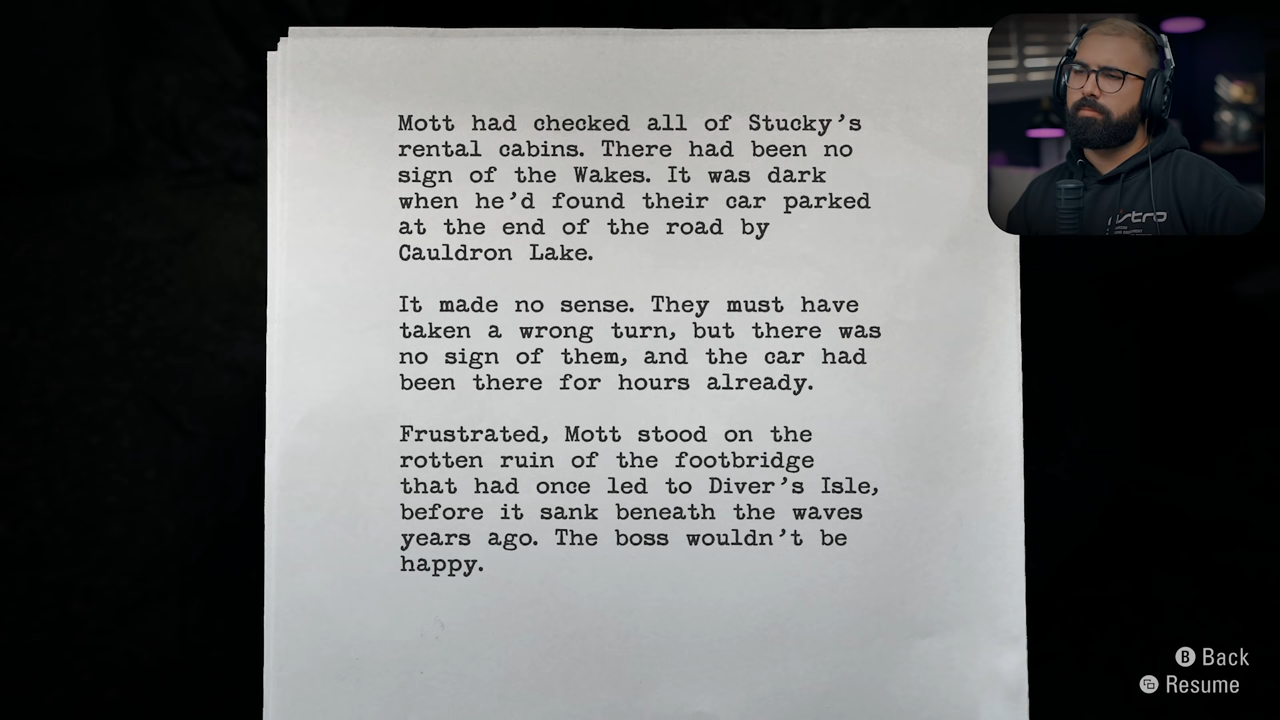 Mott had checked all of Stucky's
rental cabins. There had been no
sign of the Wakes. It was dark
when he'd found their car parked
at the end of the road by
Cauldron Lake.
It made no sense. They must have
taken a wrong turn, but there was
no sign of them, and the car had
been there for hours already.
Frustrated, Mott stood on the
rotten ruin of the footbridge
that had once led to Diver's Isle,
before it sank beneath the waves
years ago. The boss wouldn't be
happy.
B Back
Resume